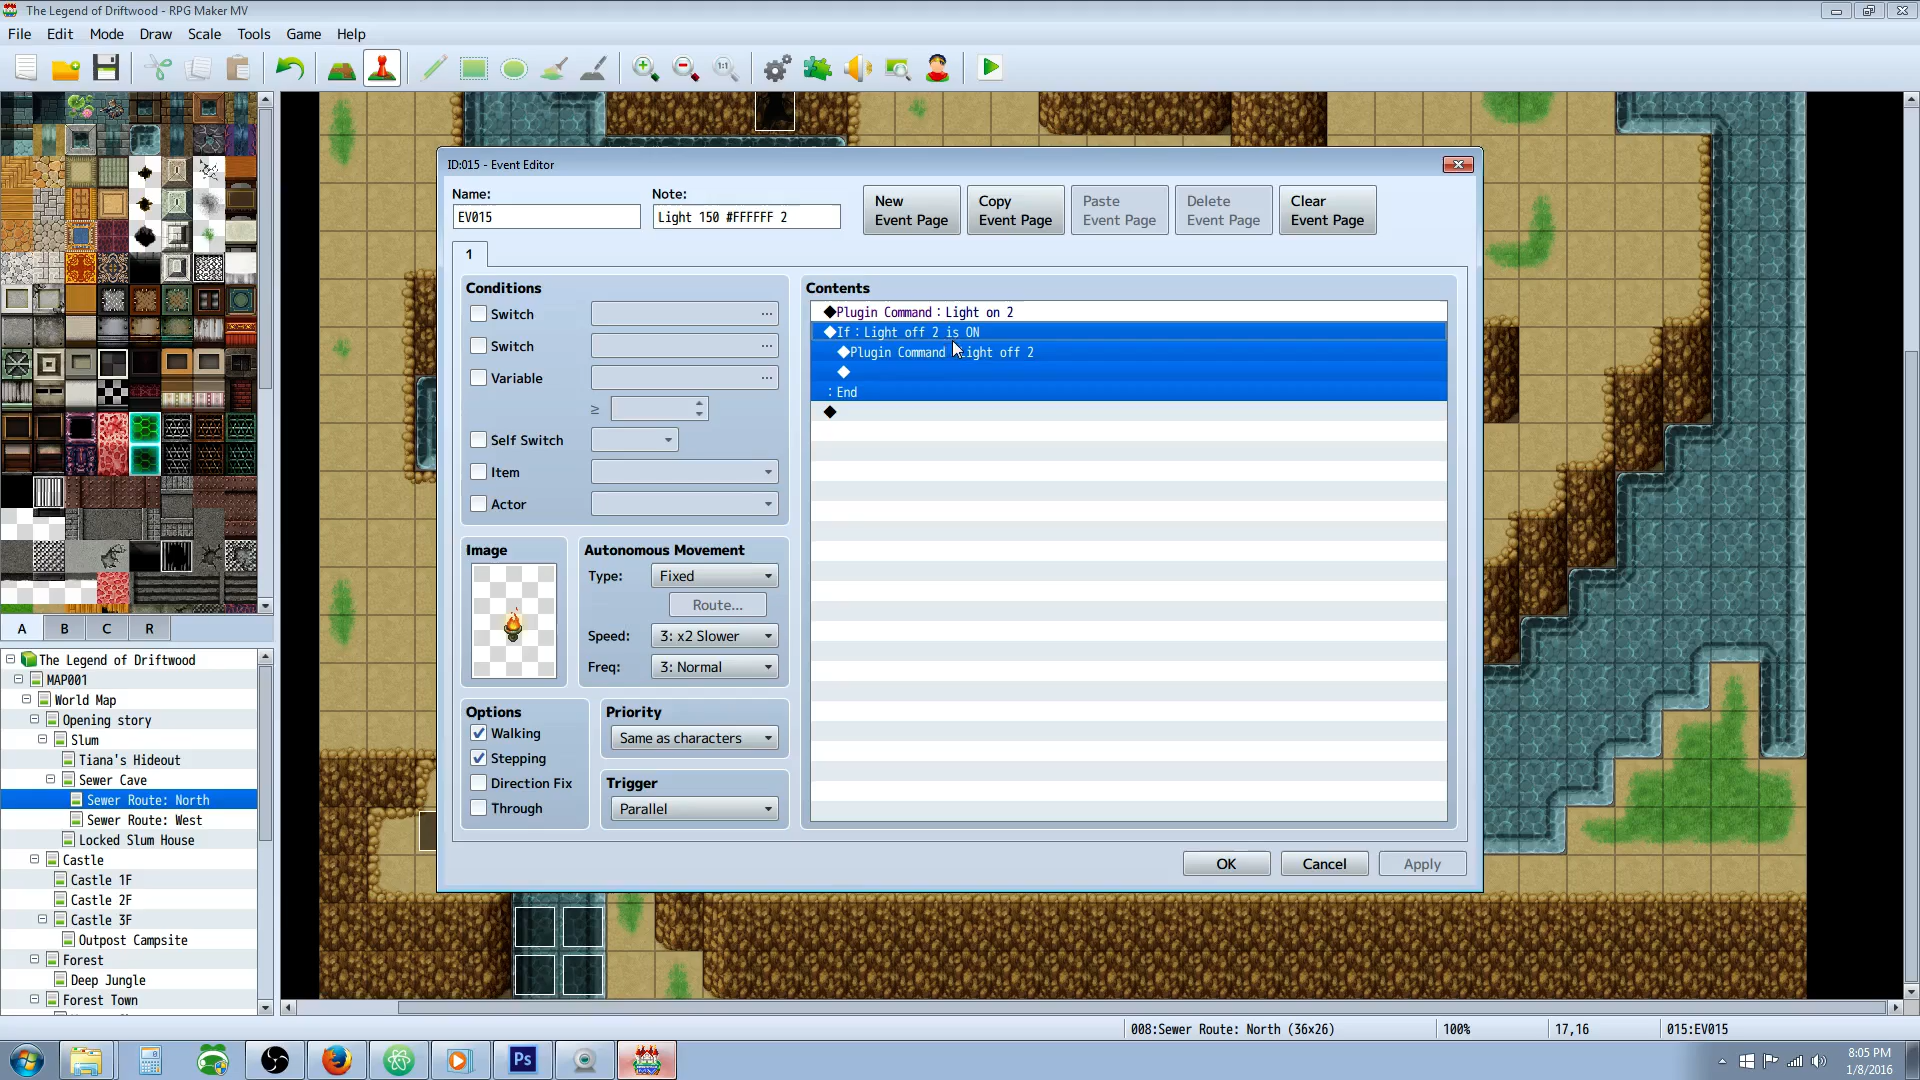 The Legend of Driftwood - RPG Maker MV
File Edit Mode Draw Scale Tools Game Help
1:1
ID:015 - Event Editor
Name:
Note:
EV015
Light 150 #FFFFFF 2
New Event Page
Copy Event Page
Paste Event Page
Delete Event Page
Clear Event Page
1
Conditions
Switch ...
Switch ...
Variable ...
≥
Self Switch
Item
Actor
Image
Autonomous Movement
Type: Fixed
Route...
Speed: 3: x2 Slower
Freq: 3: Normal
Options
Walking
Stepping
Direction Fix
Through
Priority
Same as characters
Trigger
Parallel
Contents
◆Plugin Command：Light on 2
◆If：Light off 2 is ON
◆Plugin Command Light off 2
◆
：End
◆
OK
Cancel
Apply
A B C R
The Legend of Driftwood
MAP001
World Map
Opening story
Slum
Tiana's Hideout
Sewer Cave
Sewer Route: North
Sewer Route: West
Locked Slum House
Castle
Castle 1F
Castle 2F
Castle 3F
Outpost Campsite
Forest
Deep Jungle
Forest Town
008:Sewer Route: North (36x26)
100%
17,16
015:EV015
Ps
8:05 PM
1/8/2016